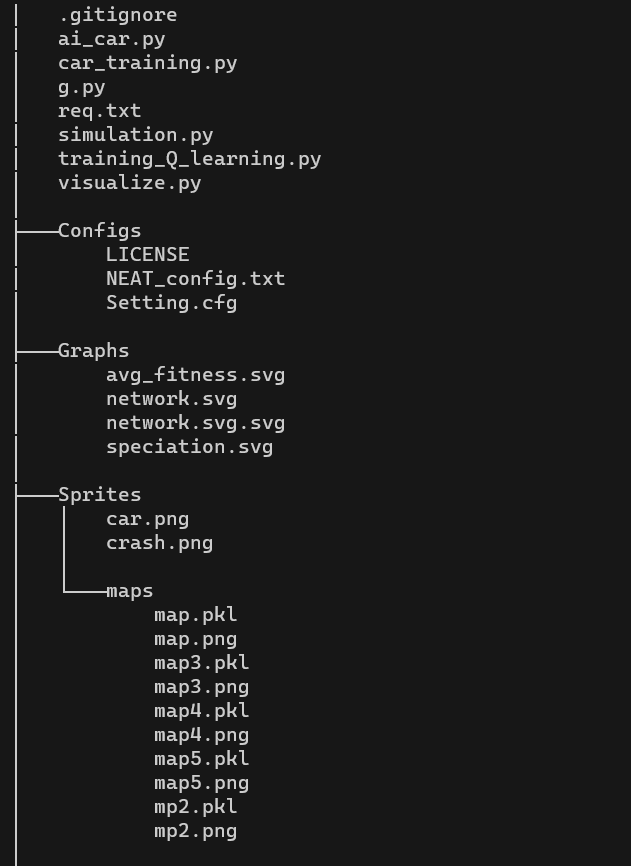 .gitignore
ai_car.py
car_training.py
g.py
req.txt
simulation.py
training_Q_learning.py
visualize.py
Configs
LICENSE
NEAT_config.txt
Setting.cfg
Graphs
avg_fitness.svg
network.svg
network.svg.svg
speciation.svg
Sprites
car.png
crash.png
maps
map.pkl
map.png
map3.pkl
map3.png
map4.pkl
map4.png
map5.pkl
map5.png
mp2.pkl
mp2.png